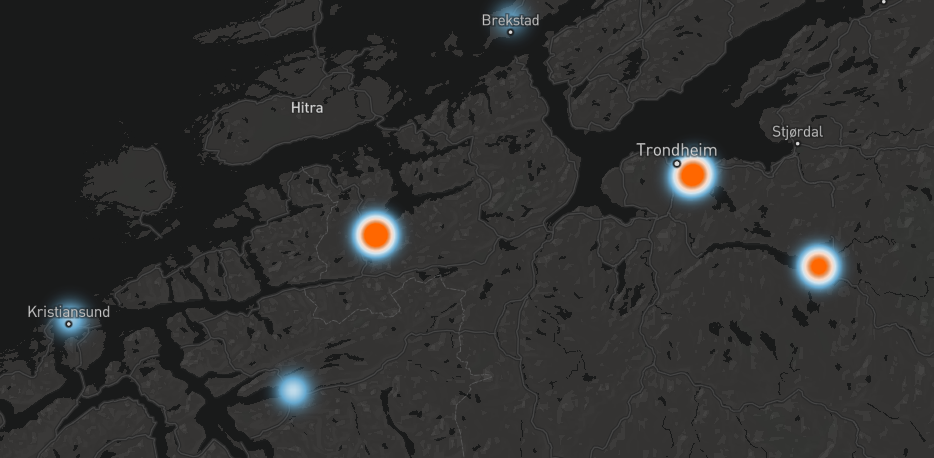 Brekstad
Hitra
Stjørdal
Trondheim
Kristiansund